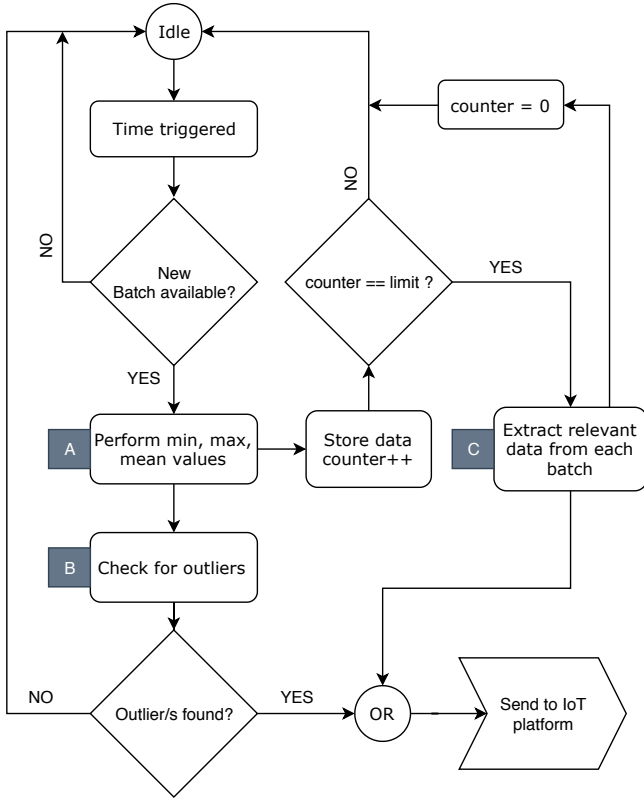 Idle
Time triggered
counter = 0
NO
NO
New
Batch available?
counter == limit ?
YES
YES
A
Perform min, max,
mean values
Store data
counter++
C
Extract relevant
data from each
batch
B
Check for outliers
NO
Outlier/s found?
YES
OR
Send to IoT
platform